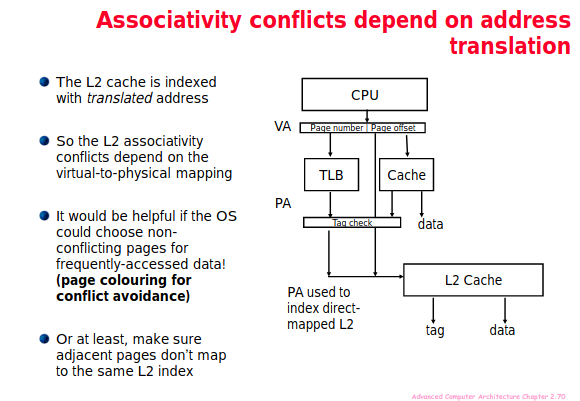 Associativity conflicts depend on address
translation
The L2 cache is indexed
with translated address
So the L2 associativity
conflicts depend on the
virtual-to-physical mapping
It would be helpful if the OS
could choose non-
conflicting pages for
frequently-accessed data!
(page colouring for
conflict avoidance)
Or at least, make sure
adjacent pages don't map
to the same L2 index
CPU
VA
Page number
Page offset
TLB
Cache
PA
Tag check
data
L2 Cache
PA used to
index direct-
mapped L2
tag
data
Advanced Computer Architecture Chapter 2.70